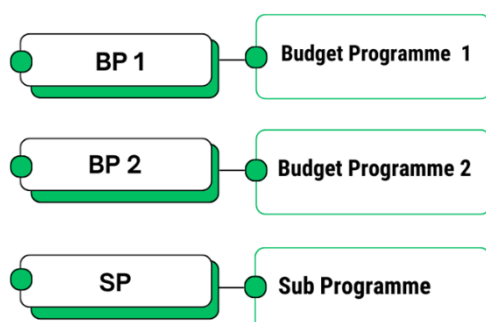 BP 1
Budget Programme 1
BP 2
Budget Programme 2
SP
Sub Programme